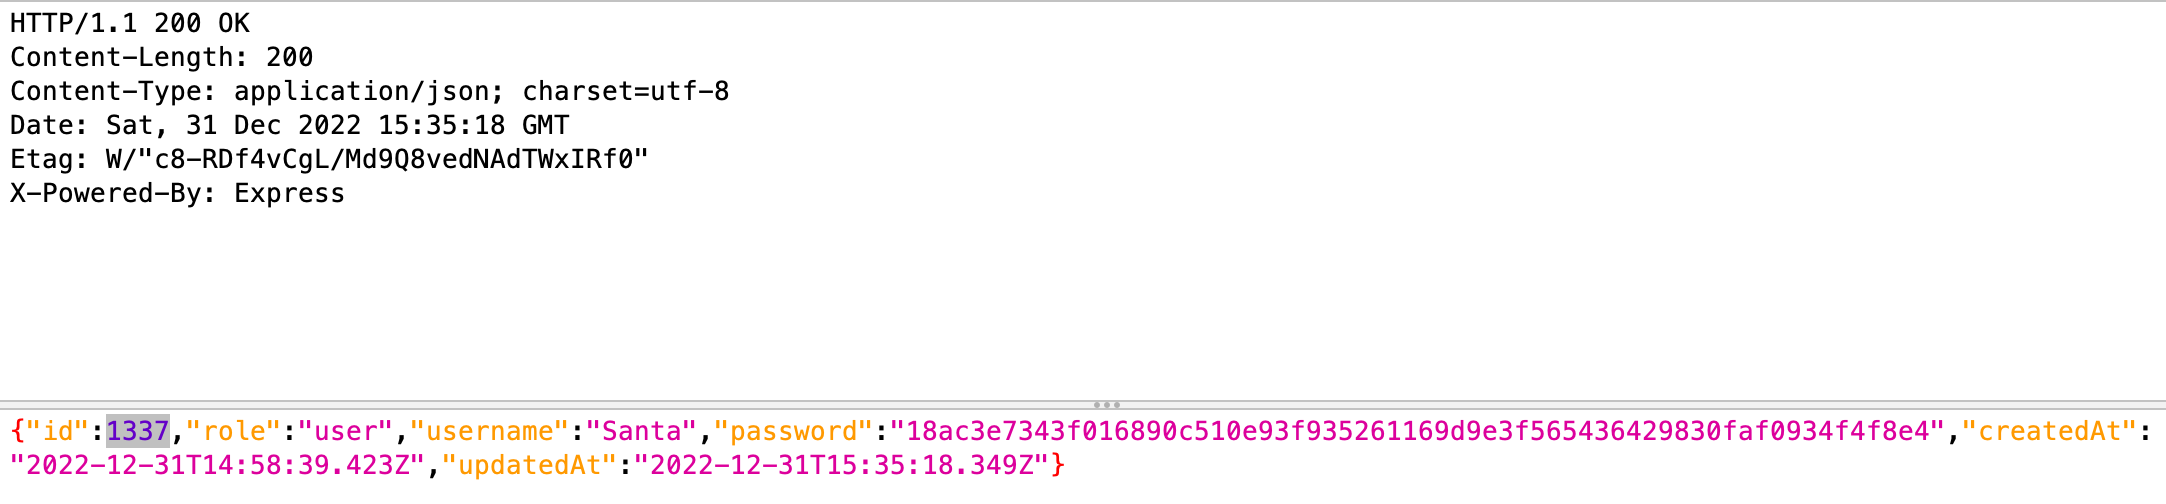 HTTP/1.1 200 OK
Content-Length: 200
Content-Type: application/json; charset=utf-8
Date: Sat, 31 Dec 2022 15:35:18 GMT
Etag: W/"c8-RDf4vCgL/Md9Q8vedNAdTWxIRf0"
X-Powered-By: Express
{"id":1337,"role":"user","username":"Santa","password":"18ac3e7343f016890c510e93f935261169d9e3f565436429830faf0934f4f8e4","createdAt":
"2022-12-31T14:58:39.423Z","updatedAt":"2022-12-31T15:35:18.349Z"}